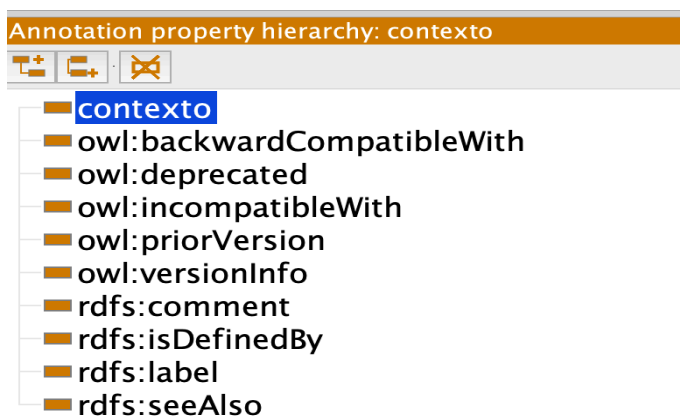 Annotation property hierarchy: contexto
contexto
owl:backwardCompatibleWith
owl:deprecated
owl:incompatibleWith
owl:priorVersion
owl:versionInfo
rdfs:comment
rdfs:isDefinedBy
rdfs:label
rdfs:seeAlso